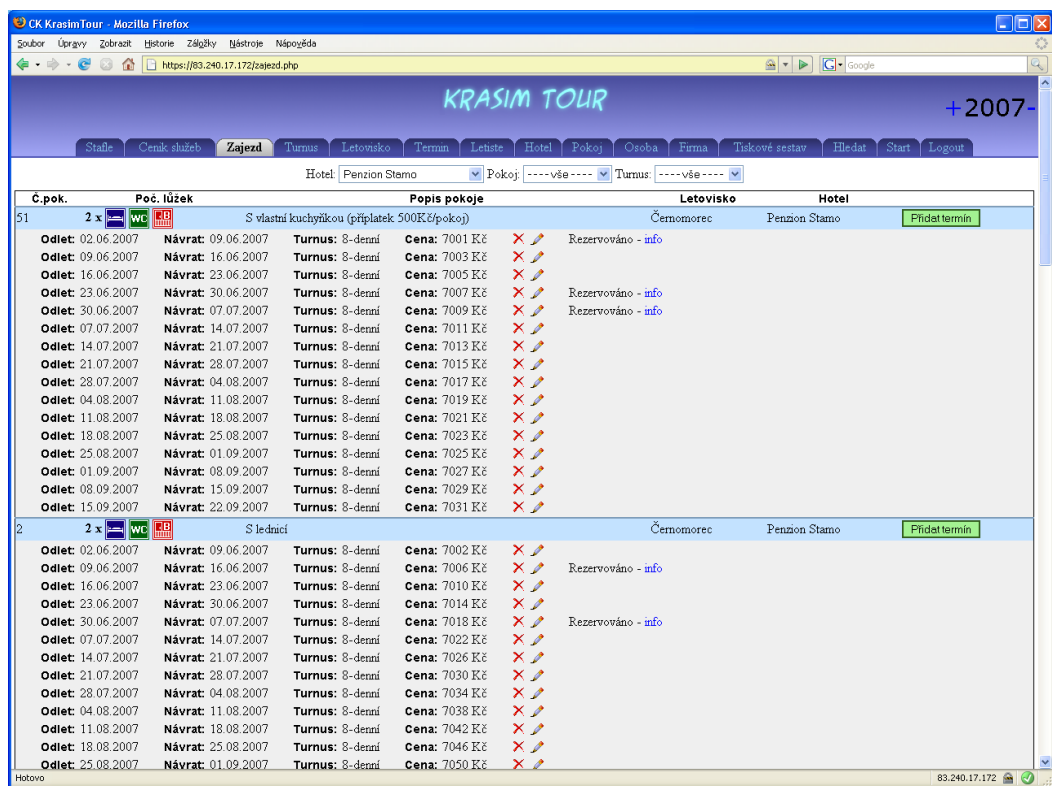 CK KrasimTour - Mozilla Firefox
Soubor Úpravy Zobrazit Historie Záložky Nástroje Nápověda
https://83.240.17.172/zajezd.php G Google
KRASIM TOUR
+2007-
Stafle Ceník služeb Zajezd Turnus Letovisko Termin Letiste Hotel Pokoj Osoba Firma Tiskové sestav Hledat Start Logout
Hotel: Penzion Stamo Pokoj: ----vše---- Turnus: ----vše----
Č.pok. Poč. lůžek Popis pokoje Letovisko Hotel
51 2 x WC S vlastní kuchyňkou (příplatek 500Kč/pokoj) Černomorec Penzion Stamo Přidat termín
Odlet: 02.06.2007 Návrat: 09.06.2007 Turnus: 8-denní Cena: 7001 Kč Rezervováno - info
Odlet: 09.06.2007 Návrat: 16.06.2007 Turnus: 8-denní Cena: 7003 Kč
Odlet: 16.06.2007 Návrat: 23.06.2007 Turnus: 8-denní Cena: 7005 Kč
Odlet: 23.06.2007 Návrat: 30.06.2007 Turnus: 8-denní Cena: 7007 Kč Rezervováno - info
Odlet: 30.06.2007 Návrat: 07.07.2007 Turnus: 8-denní Cena: 7009 Kč Rezervováno - info
Odlet: 07.07.2007 Návrat: 14.07.2007 Turnus: 8-denní Cena: 7011 Kč
Odlet: 14.07.2007 Návrat: 21.07.2007 Turnus: 8-denní Cena: 7013 Kč
Odlet: 21.07.2007 Návrat: 28.07.2007 Turnus: 8-denní Cena: 7015 Kč
Odlet: 28.07.2007 Návrat: 04.08.2007 Turnus: 8-denní Cena: 7017 Kč
Odlet: 04.08.2007 Návrat: 11.08.2007 Turnus: 8-denní Cena: 7019 Kč
Odlet: 11.08.2007 Návrat: 18.08.2007 Turnus: 8-denní Cena: 7021 Kč
Odlet: 18.08.2007 Návrat: 25.08.2007 Turnus: 8-denní Cena: 7023 Kč
Odlet: 25.08.2007 Návrat: 01.09.2007 Turnus: 8-denní Cena: 7025 Kč
Odlet: 01.09.2007 Návrat: 08.09.2007 Turnus: 8-denní Cena: 7027 Kč
Odlet: 08.09.2007 Návrat: 15.09.2007 Turnus: 8-denní Cena: 7029 Kč
Odlet: 15.09.2007 Návrat: 22.09.2007 Turnus: 8-denní Cena: 7031 Kč
2 2 x WC S lednicí Černomorec Penzion Stamo Přidat termín
Odlet: 02.06.2007 Návrat: 09.06.2007 Turnus: 8-denní Cena: 7002 Kč
Odlet: 09.06.2007 Návrat: 16.06.2007 Turnus: 8-denní Cena: 7006 Kč Rezervováno - info
Odlet: 16.06.2007 Návrat: 23.06.2007 Turnus: 8-denní Cena: 7010 Kč
Odlet: 23.06.2007 Návrat: 30.06.2007 Turnus: 8-denní Cena: 7014 Kč
Odlet: 30.06.2007 Návrat: 07.07.2007 Turnus: 8-denní Cena: 7018 Kč Rezervováno - info
Odlet: 07.07.2007 Návrat: 14.07.2007 Turnus: 8-denní Cena: 7022 Kč
Odlet: 14.07.2007 Návrat: 21.07.2007 Turnus: 8-denní Cena: 7026 Kč
Odlet: 21.07.2007 Návrat: 28.07.2007 Turnus: 8-denní Cena: 7030 Kč
Odlet: 28.07.2007 Návrat: 04.08.2007 Turnus: 8-denní Cena: 7034 Kč
Odlet: 04.08.2007 Návrat: 11.08.2007 Turnus: 8-denní Cena: 7038 Kč
Odlet: 11.08.2007 Návrat: 18.08.2007 Turnus: 8-denní Cena: 7042 Kč
Odlet: 18.08.2007 Návrat: 25.08.2007 Turnus: 8-denní Cena: 7046 Kč
Odlet: 25.08.2007 Návrat: 01.09.2007 Turnus: 8-denní Cena: 7050 Kč
Hotovo 83.240.17.172